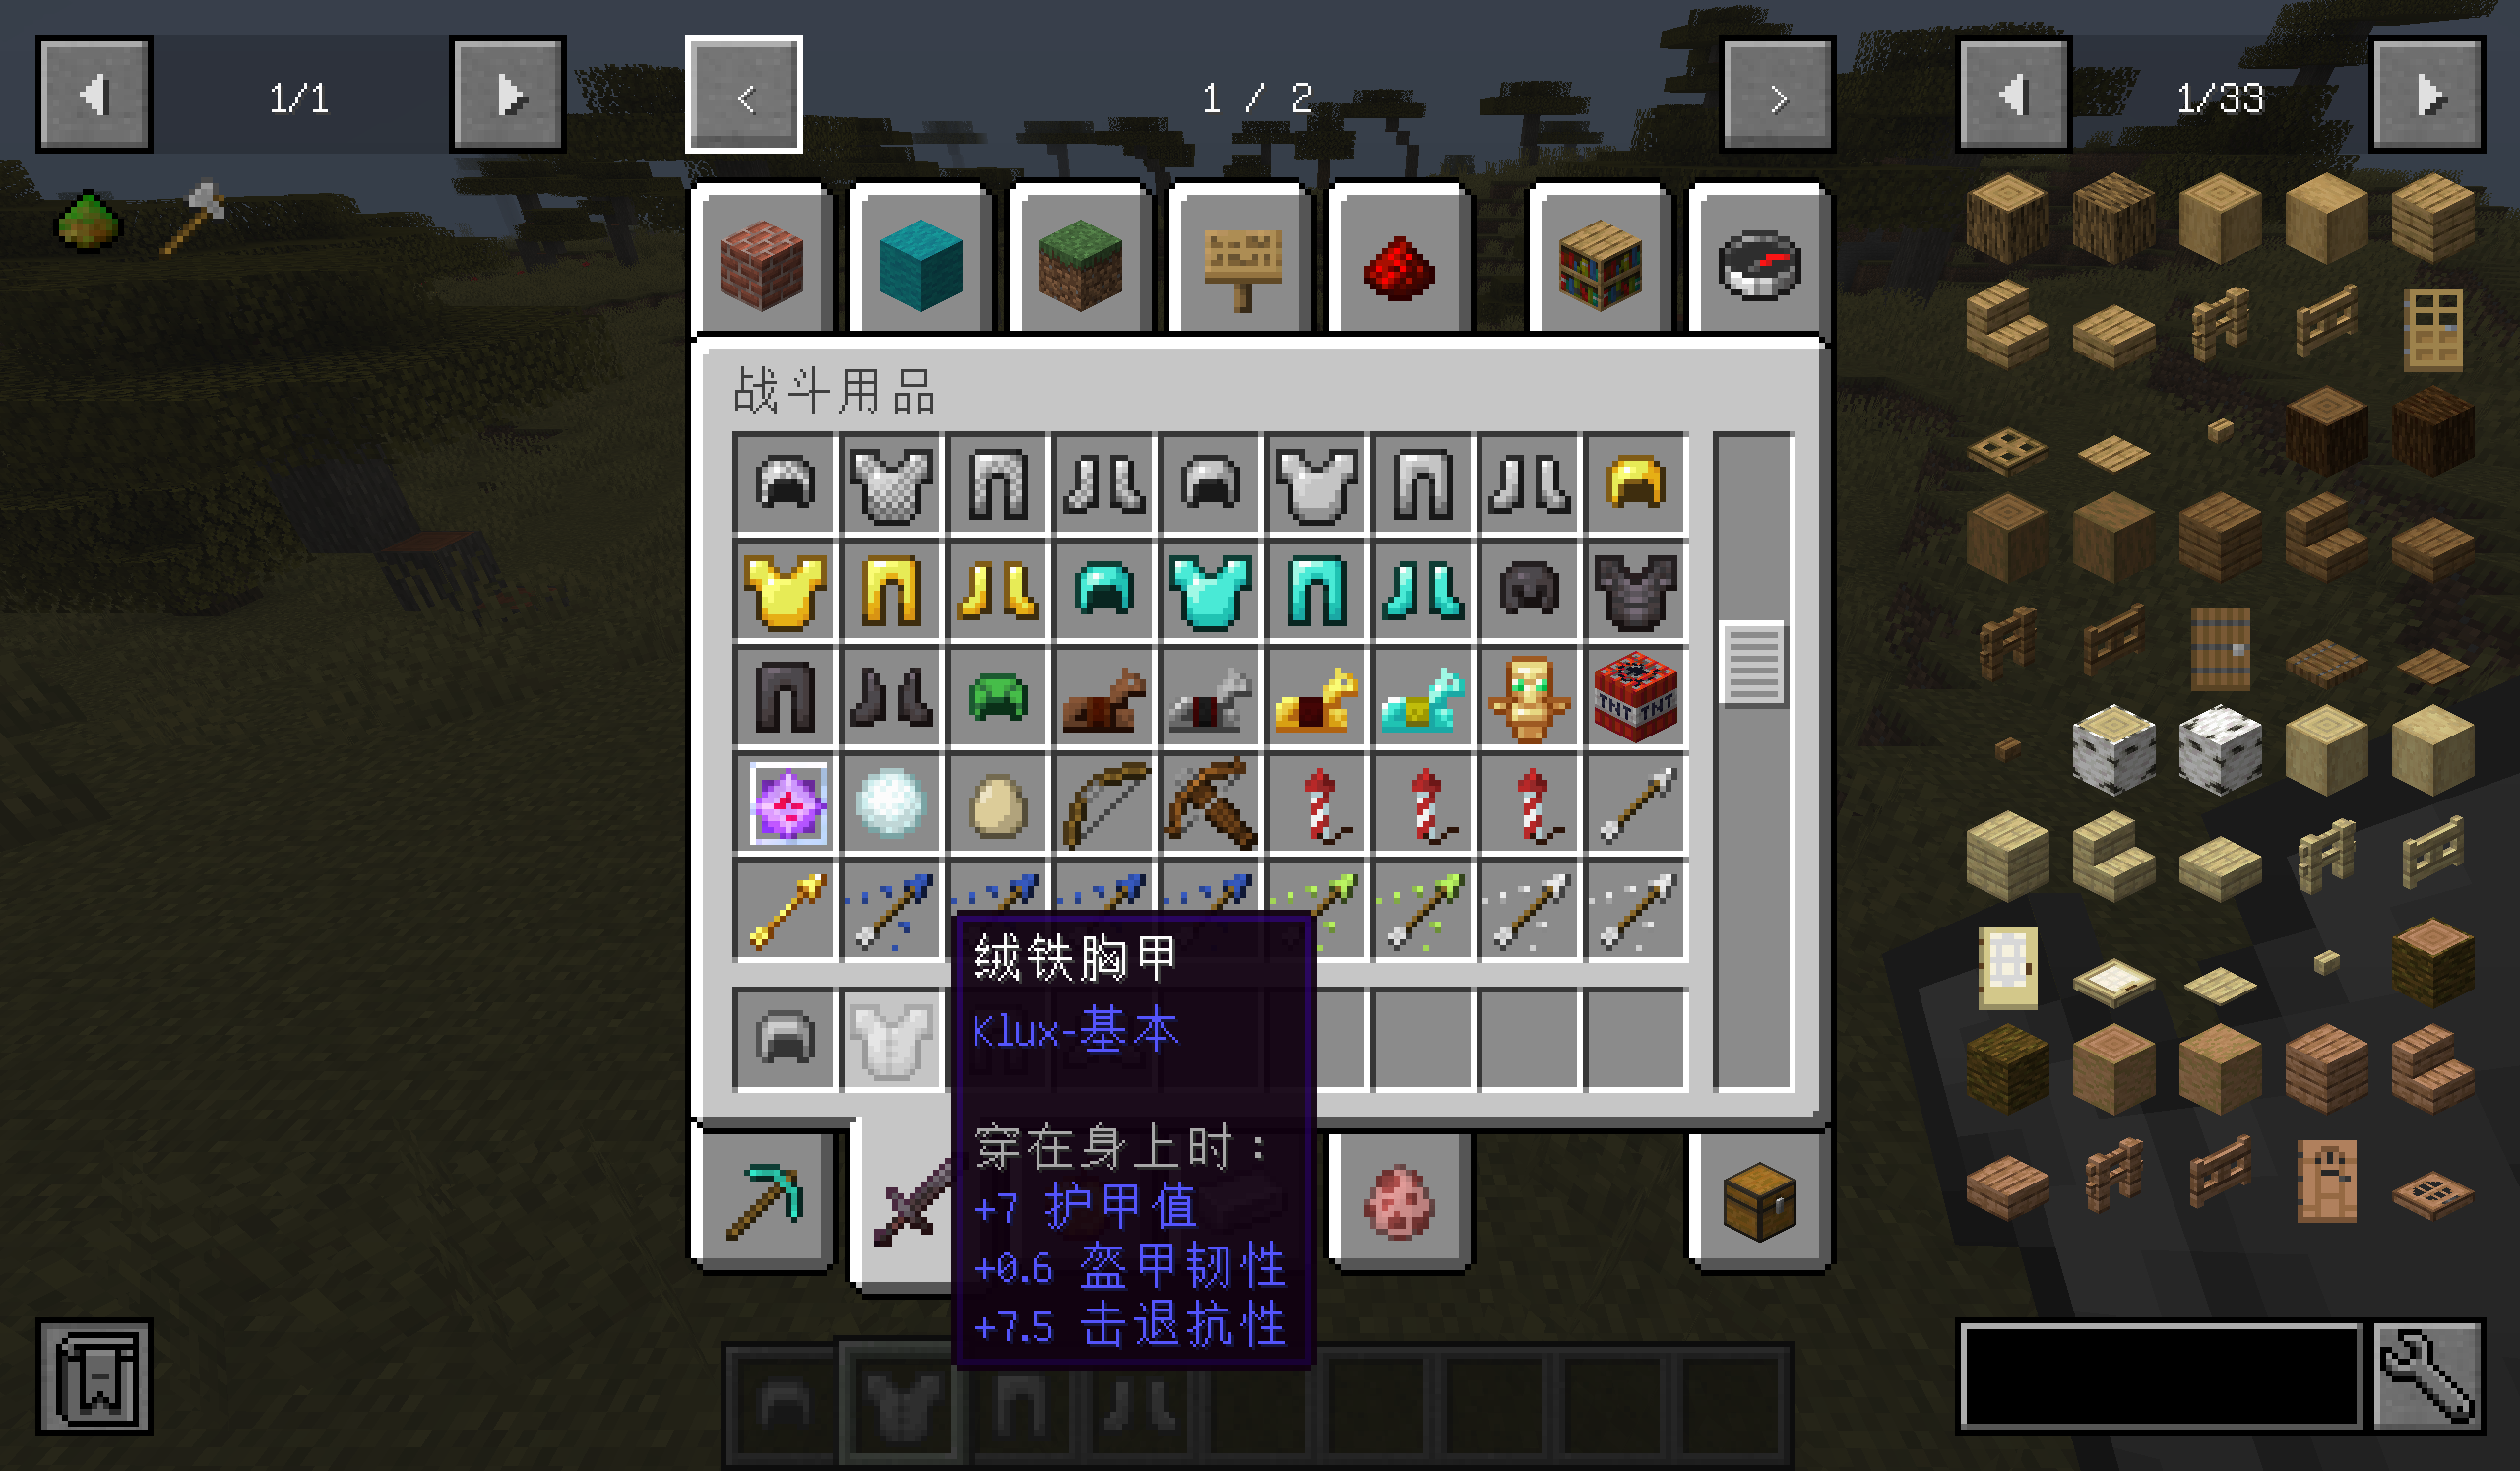 1/1
<
1 / 2
>
1/33
战斗用品
TNT TNT
绒铁胸甲
Klux-基本
穿在身上时：
+7 护甲值
+0.6 盔甲韧性
+7.5 击退抗性